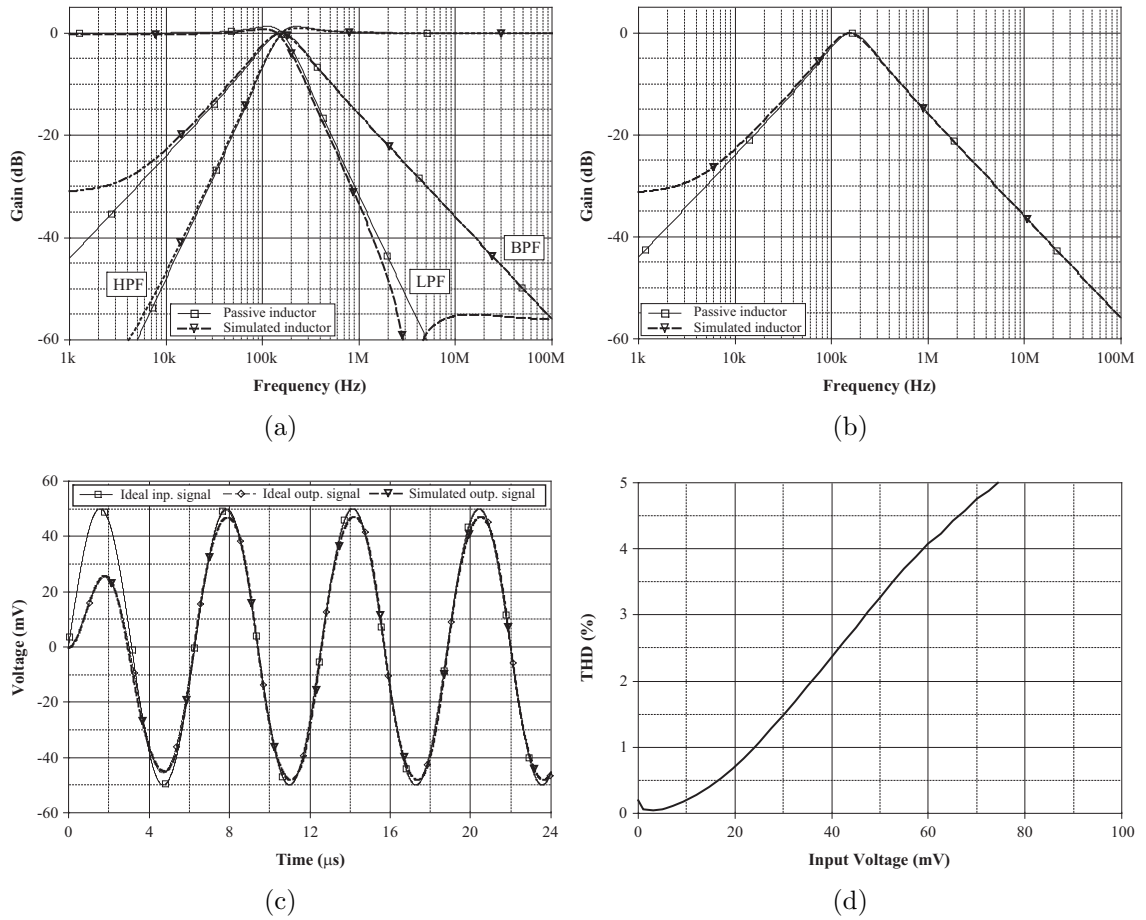 0
-20
-40
-60
Gain (dB)
HPF
LPF
BPF
Passive inductor
Simulated inductor
1k 10k 100k 1M 10M 100M
Frequency (Hz)
(a)
0
-20
-40
-60
Gain (dB)
Passive inductor
Simulated inductor
1k 10k 100k 1M 10M 100M
Frequency (Hz)
(b)
60
40
20
0
-20
-40
-60
Voltage (mV)
Ideal inp. signal Ideal outp. signal Simulated outp. signal
0 4 8 12 16 20 24
Time (μs)
(c)
5
4
3
2
1
0
THD (%)
0 20 40 60 80 100
Input Voltage (mV)
(d)